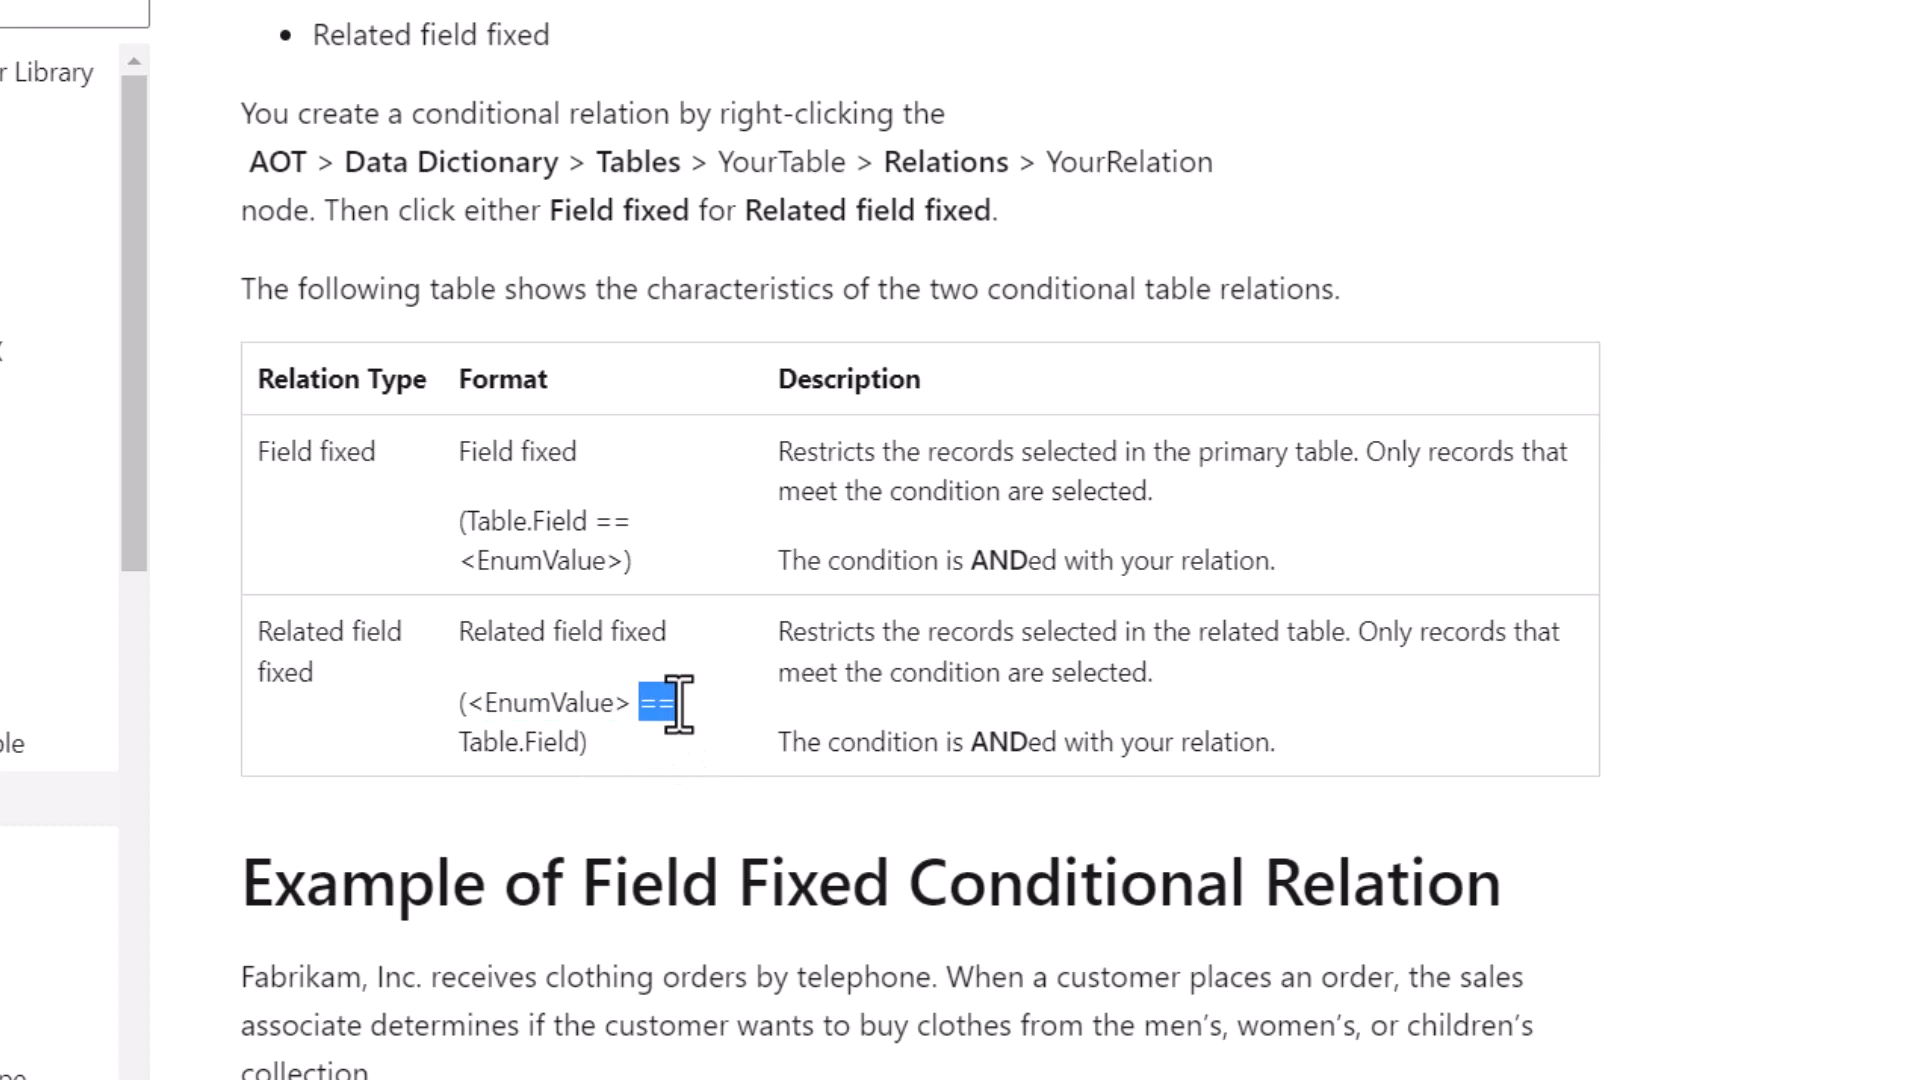 • Related field fixed
r Library
You create a conditional relation by right-clicking the
AOT > Data Dictionary > Tables > YourTable > Relations > YourRelation
node. Then click either Field fixed for Related field fixed.
The following table shows the characteristics of the two conditional table relations.
Relation Type Format Description
Field fixed Field fixed Restricts the records selected in the primary table. Only records that
meet the condition are selected.
(Table.Field ==
<EnumValue>) The condition is ANDed with your relation.
Related field Related field fixed Restricts the records selected in the related table. Only records that
fixed meet the condition are selected.
(<EnumValue> ==
Table.Field) The condition is ANDed with your relation.
ble
Example of Field Fixed Conditional Relation
Fabrikam, Inc. receives clothing orders by telephone. When a customer places an order, the sales
associate determines if the customer wants to buy clothes from the men’s, women’s, or children’s
collection